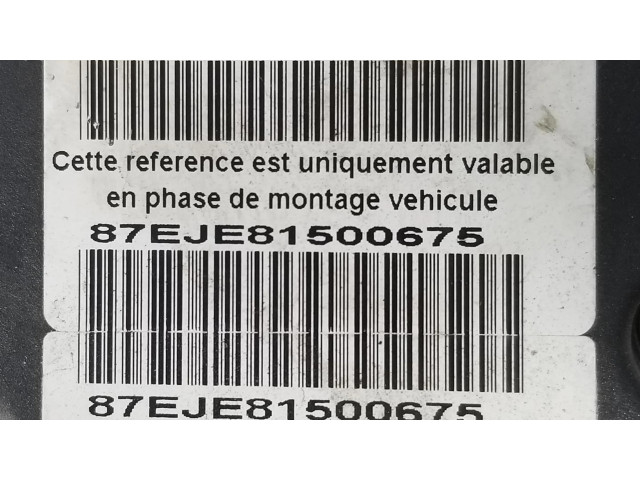 Cette reference est uniquement valable
en phase de montage vehicule
87EJE81500675
87EJE81500675